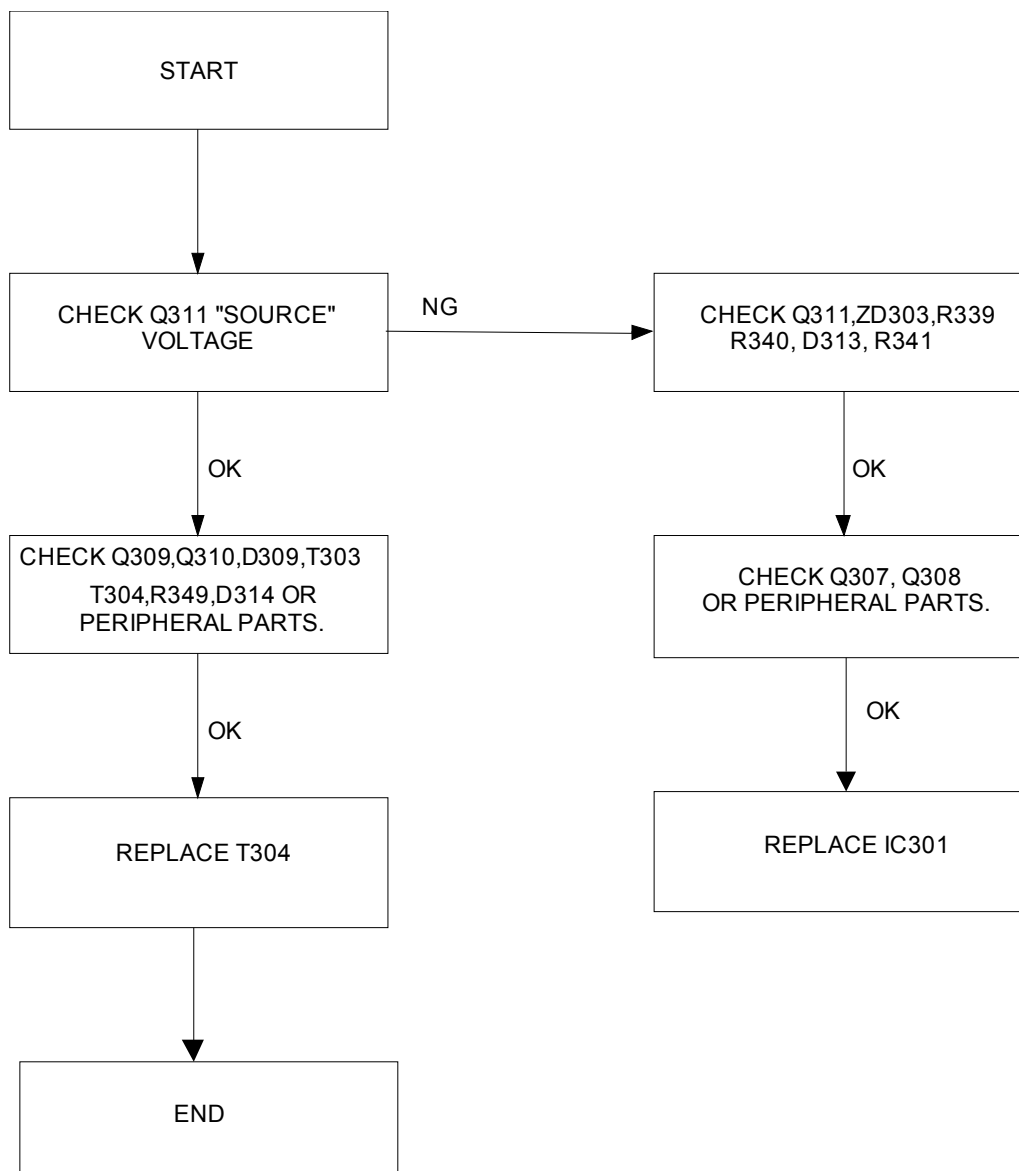 START
CHECK Q311 "SOURCE"
VOLTAGE
NG
CHECK Q311,ZD303,R339
R340, D313, R341
OK
OK
CHECK Q309,Q310,D309,T303
T304,R349,D314 OR
PERIPHERAL PARTS.
CHECK Q307, Q308
OR PERIPHERAL PARTS.
OK
OK
REPLACE T304
REPLACE IC301
END